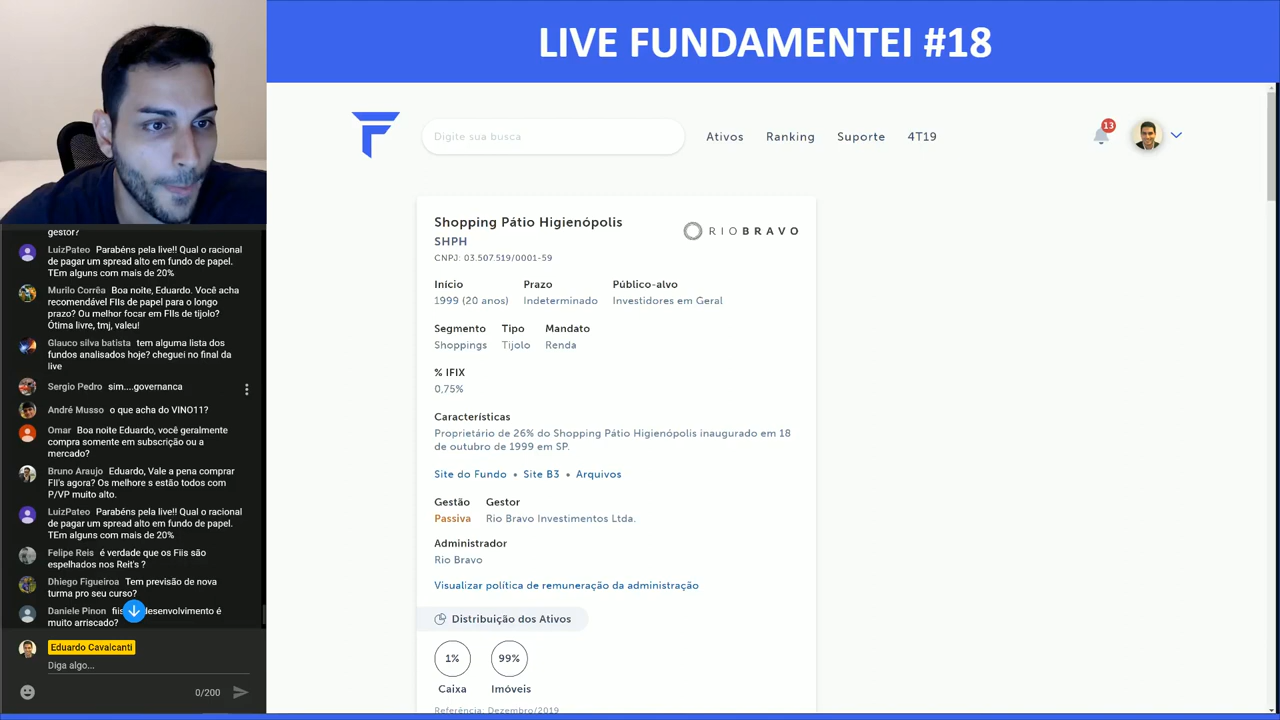 LIVE FUNDAMENTEI #18
Digite sua busca
Ativos
Ranking
Suporte
4T19
13
Shopping Pátio Higienópolis
SHPH
CNPJ: 03.507.519/0001-59
RIO BRAVO
Início
Prazo
Público-alvo
1999 (20 anos)
Indeterminado
Investidores em Geral
Segmento
Tipo
Mandato
Shoppings
Tijolo
Renda
% IFIX
0,75%
Características
Proprietário de 26% do Shopping Pátio Higienópolis inaugurado em 18
de outubro de 1999 em SP.
Site do Fundo • Site B3 • Arquivos
Gestão
Gestor
Passiva
Rio Bravo Investimentos Ltda.
Administrador
Rio Bravo
Visualizar política de remuneração da administração
Distribuição dos Ativos
1%
99%
Caixa
Imóveis
Referência: Dezembro/2019
gestor?
LuizPateo Parabéns pela live!! Qual o racional
de pagar um spread alto em fundo de papel.
TEm alguns com mais de 20%
Murilo Corrêa Boa noite, Eduardo. Você acha
recomendável FIIs de papel para o longo
prazo? Ou melhor focar em FIIs de tijolo?
Ótima livre, tmj, valeu!
Glauco silva batista tem alguma lista dos
fundos analisados hoje? cheguei no final da
live
Sergio Pedro sim....governanca
André Musso o que acha do VINO11?
Omar Boa noite Eduardo, você geralmente
compra somente em subscrição ou a
mercado?
Bruno Araujo Eduardo, Vale a pena comprar
FII's agora? Os melhore s estão todos com
P/VP muito alto.
LuizPateo Parabéns pela live!! Qual o racional
de pagar um spread alto em fundo de papel.
TEm alguns com mais de 20%
Felipe Reis é verdade que os Fiis são
espelhados nos Reit's ?
Dhiego Figueiroa Tem previsão de nova
turma pro seu curso?
Daniele Pinon fiis desenvolvimento é
muito arriscado?
Eduardo Cavalcanti
Diga algo...
0/200